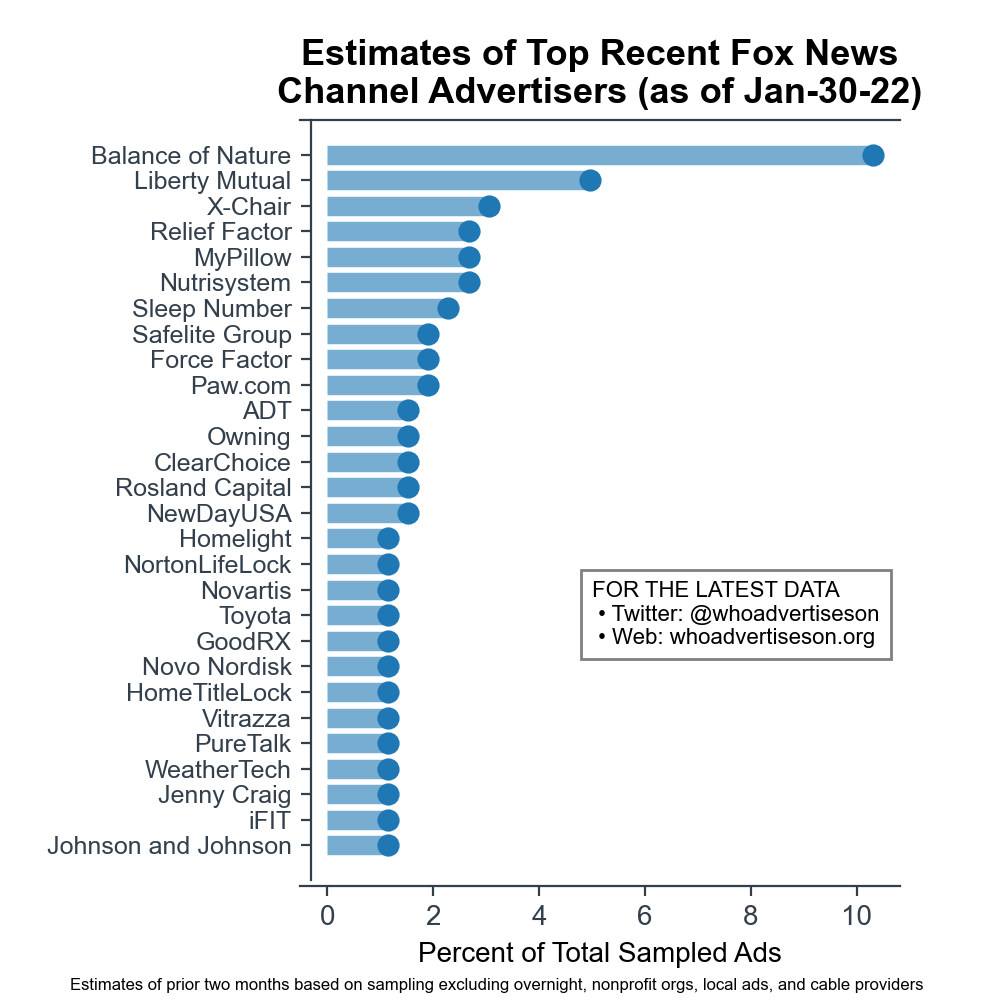 Estimates of Top Recent Fox News
Channel Advertisers (as of Jan-30-22)
Balance of Nature
Liberty Mutual
X-Chair
Relief Factor
MyPillow
Nutrisystem
Sleep Number
Safelite Group
Force Factor
Paw.com
ADT
Owning
ClearChoice
Rosland Capital
NewDayUSA
Homelight
NortonLifeLock
Novartis
Toyota
GoodRX
Novo Nordisk
HomeTitleLock
Vitrazza
PureTalk
WeatherTech
Jenny Craig
iFIT
Johnson and Johnson
FOR THE LATEST DATA
• Twitter: @whoadvertiseson
• Web: whoadvertiseson.org
0 2 4 6 8 10
Percent of Total Sampled Ads
Estimates of prior two months based on sampling excluding overnight, nonprofit orgs, local ads, and cable providers